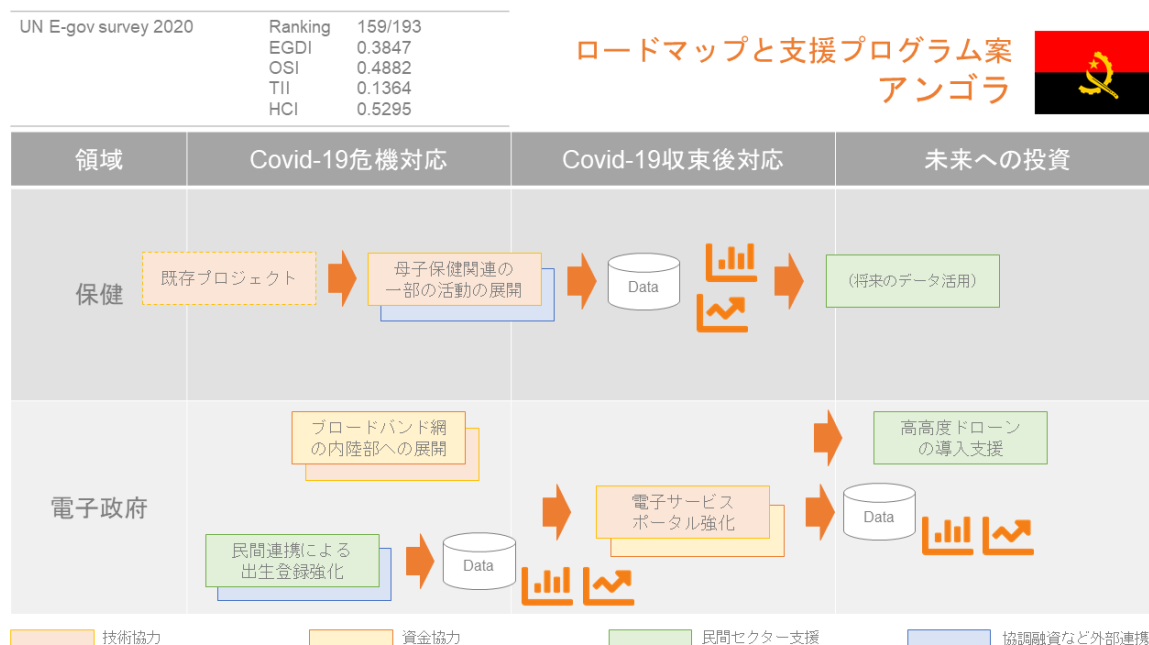 UN E-gov survey 2020 Ranking 159/193
EGDI 0.3847
OSI 0.4882
TII 0.1364
HCI 0.5295
ロードマップと支援プログラム案
アンゴラ
領域 Covid-19危機対応 Covid-19収束後対応 未来への投資
保健
既存プロジェクト
母子保健関連の
一部の活動の展開
Data
(将来のデータ活用)
電子政府
ブロードバンド網
の内陸部への展開
高高度ドローン
の導入支援
民間連携による
出生登録強化
Data
電子サービス
ポータル強化
Data
技術協力 資金協力 民間セクター支援 協調融資など外部連携